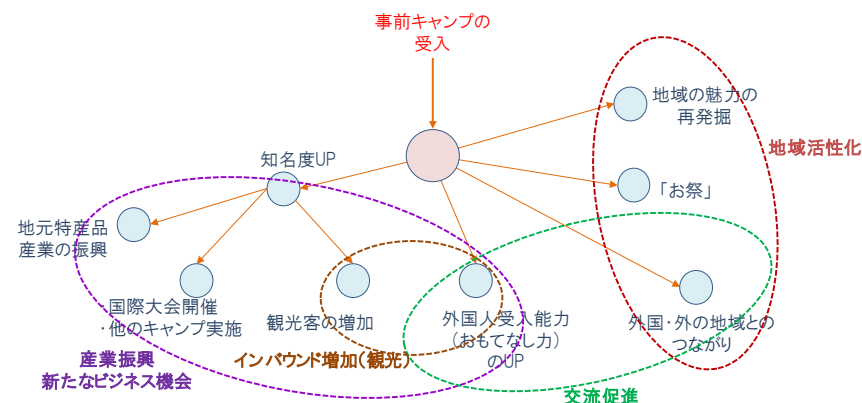 事前キャンプの
受入
地域の魅力の
再発掘
地域活性化
知名度UP
「お祭」
地元特産品
産業の振興
国際大会開催
・他のキャンプ実施
観光客の増加
外国人受入能力
（おもてなし力）
のUP
外国・外の地域との
つながり
産業振興
新たなビジネス機会
インバウンド増加（観光）
交流促進